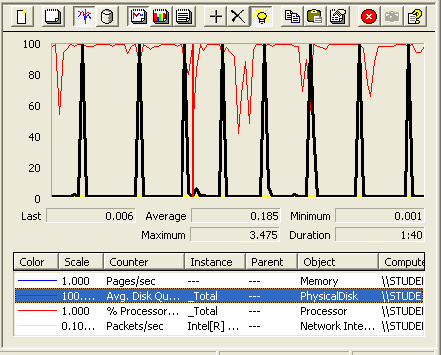 100
80
60
40
20
0
Last 0.006 Average 0.185 Minimum 0.001
Maximum 3.475 Duration 1:40
Color Scale Counter Instance Parent Object Compute
1.000 Pages/sec --- --- Memory \\STUDE
100.... Avg. Disk Qu... _Total --- PhysicalDisk \\STUDE
1.000 % Processor... _Total --- Processor \\STUDE
0.10... Packets/sec Intel[R] ... --- Network Inte... \\STUDE